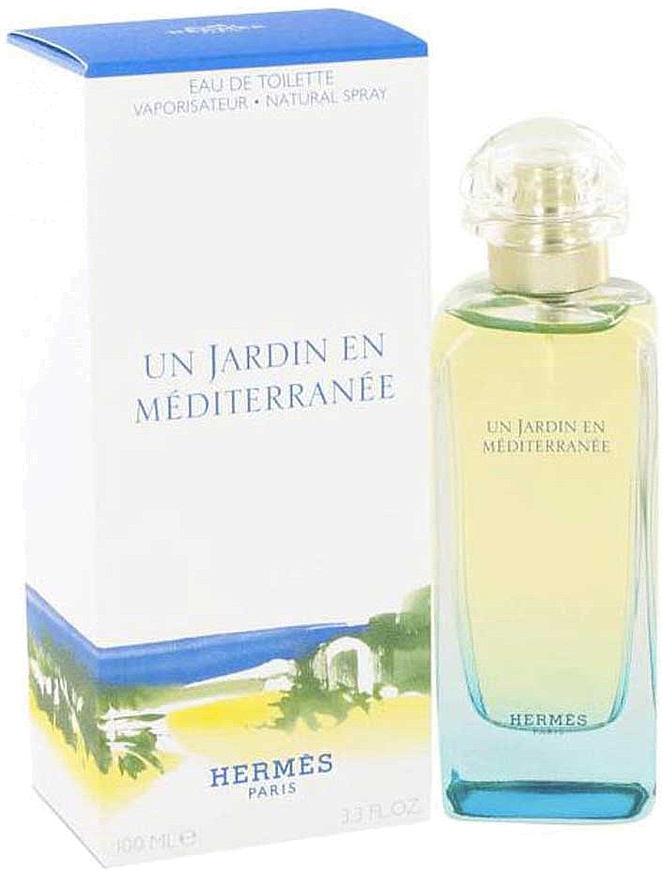 HERMÈS
EAU DE TOILETTE
VAPORISATEUR • NATURAL SPRAY
UN JARDIN EN
MÉDITERRANÉE
HERMÈS
PARIS
100 ML℮
3.3 FL.OZ.
UN JARDIN EN
MÉDITERRANÉE
HERMÈS
PARIS